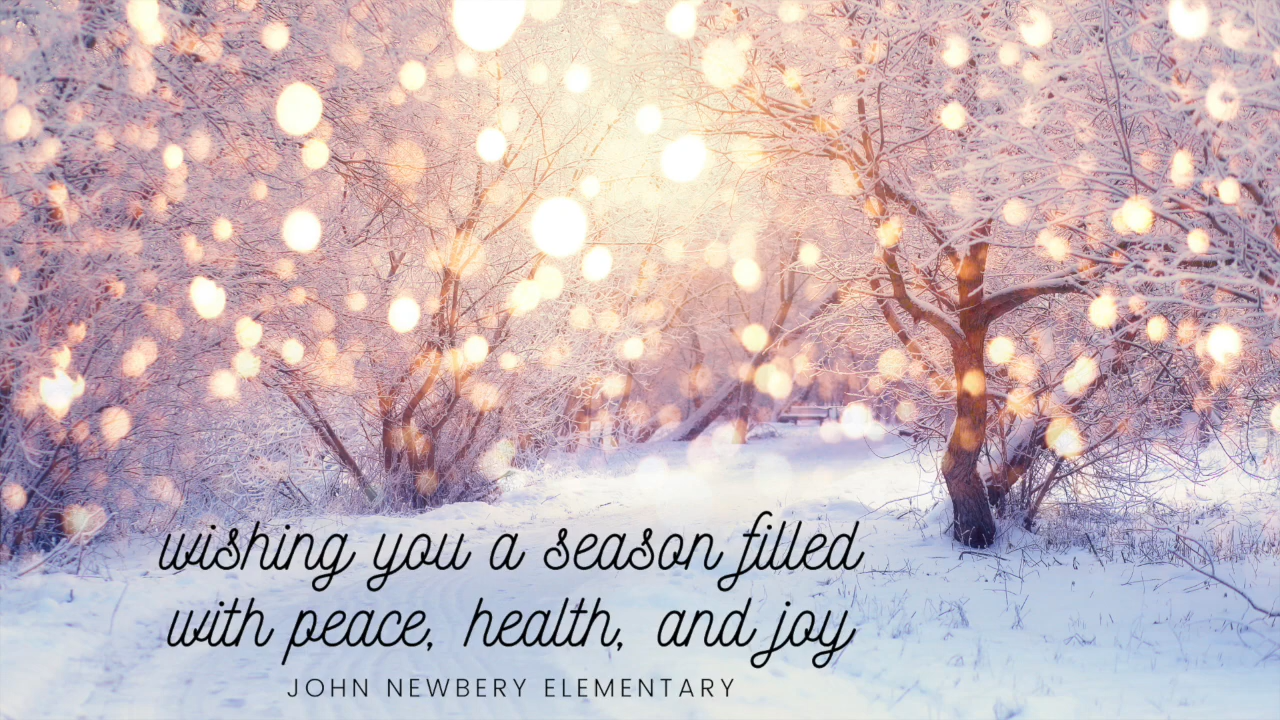 wishing you a season filled
with peace, health, and joy
JOHN NEWBERY ELEMENTARY